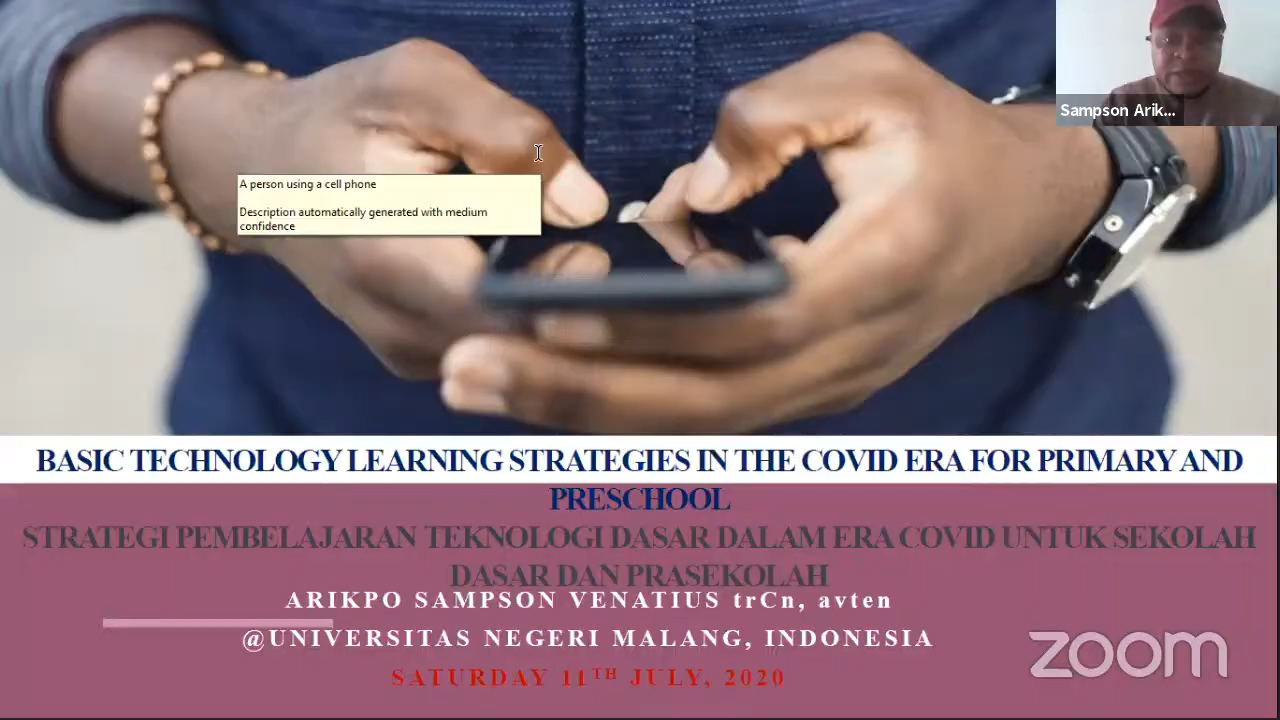 Sampson Arik...
A person using a cell phone
Description automatically generated with medium
confidence
BASIC TECHNOLOGY LEARNING STRATEGIES IN THE COVID ERA FOR PRIMARY AND
PRESCHOOL
STRATEGI PEMBELAJARAN TEKNOLOGI DASAR DALAM ERA COVID UNTUK SEKOLAH
DASAR DAN PRASEKOLAH
ARIKPO SAMPSON VENATIUS trCn, avten
@UNIVERSITAS NEGERI MALANG, INDONESIA
SATURDAY 11TH JULY, 2020
zoom